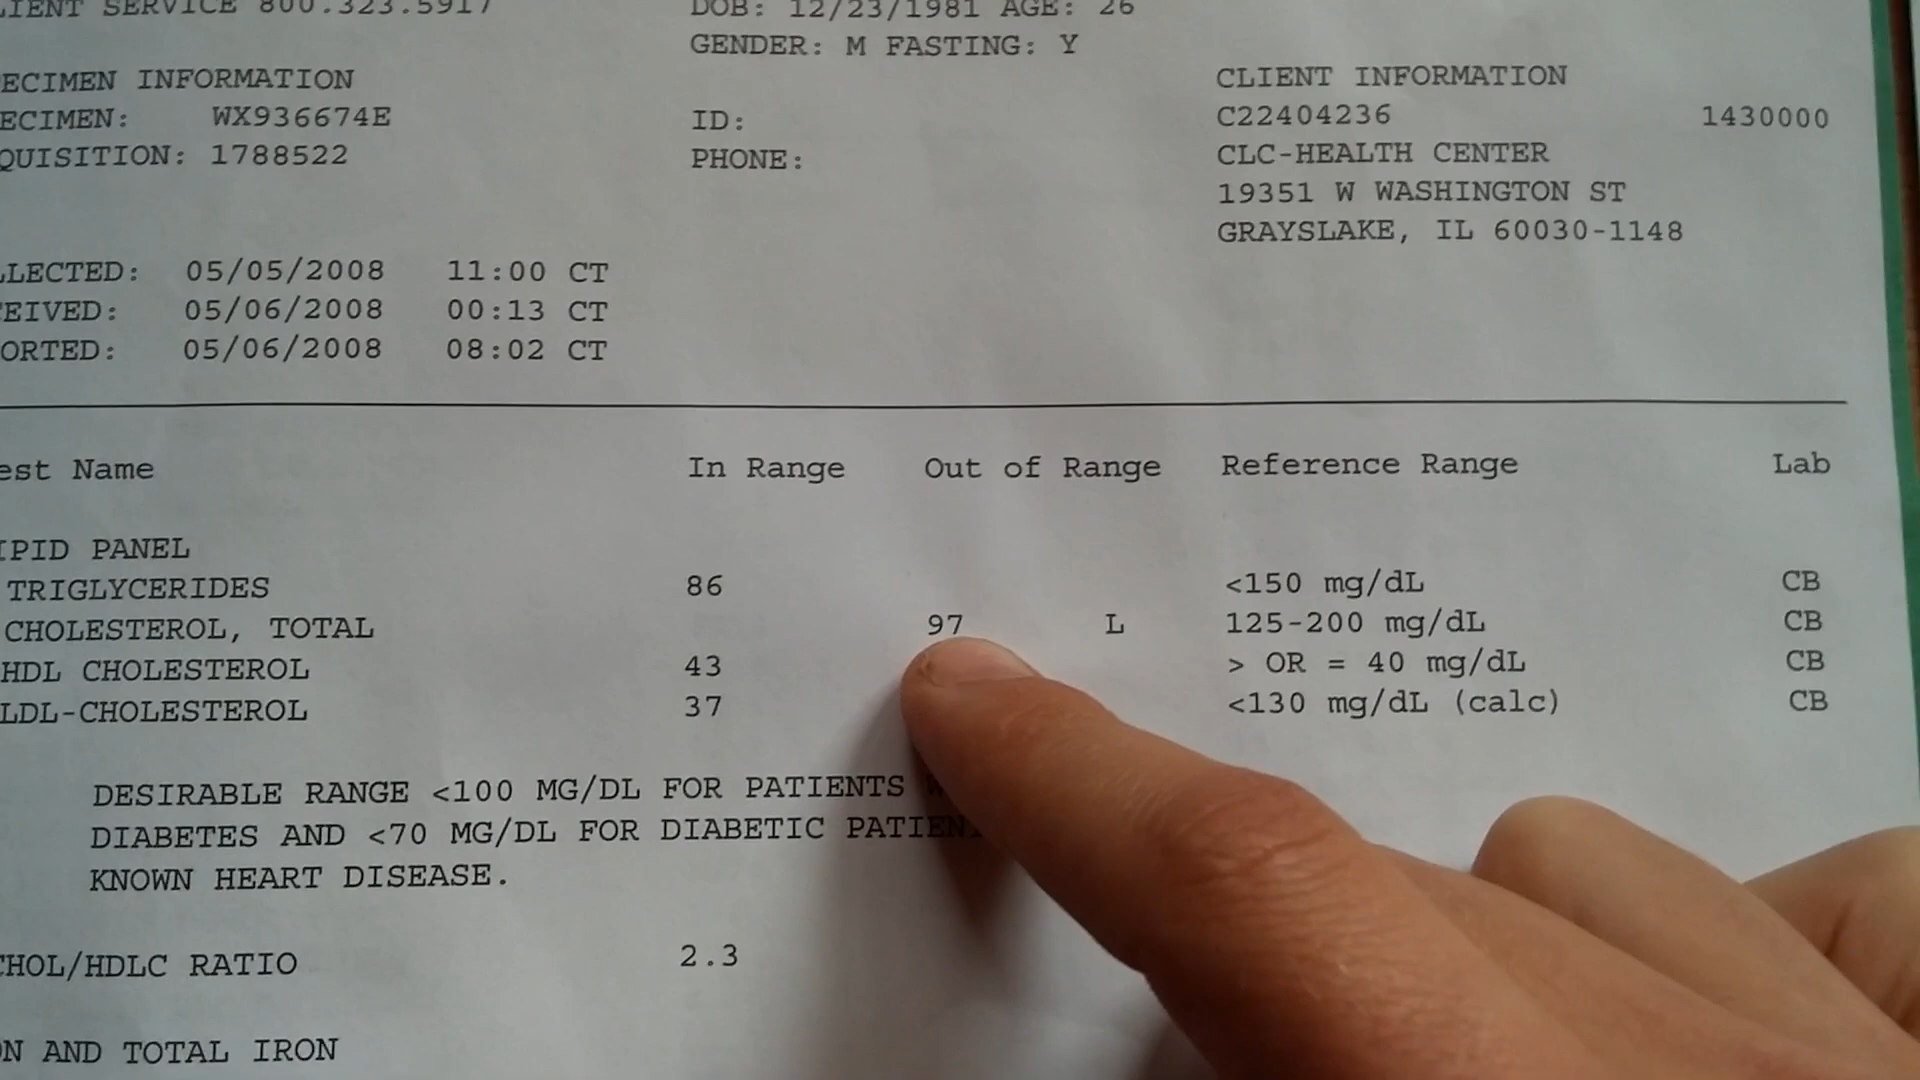 LIENT SERVICE 800.323.5917
DOB: 12/23/1981 AGE: 26
GENDER: M FASTING: Y
ECIMEN INFORMATION
ECIMEN: WX936674E
QUISITION: 1788522
ID:
PHONE:
CLIENT INFORMATION
C22404236 1430000
CLC-HEALTH CENTER
19351 W WASHINGTON ST
GRAYSLAKE, IL 60030-1148
LLECTED: 05/05/2008 11:00 CT
EIVED: 05/06/2008 00:13 CT
ORTED: 05/06/2008 08:02 CT
est Name In Range Out of Range Reference Range Lab
IPID PANEL
TRIGLYCERIDES 86 <150 mg/dL CB
CHOLESTEROL, TOTAL 97 L 125-200 mg/dL CB
HDL CHOLESTEROL 43 > OR = 40 mg/dL CB
LDL-CHOLESTEROL 37 <130 mg/dL (calc) CB
DESIRABLE RANGE <100 MG/DL FOR PATIENTS
DIABETES AND <70 MG/DL FOR DIABETIC PATIEN
KNOWN HEART DISEASE.
CHOL/HDLC RATIO 2.3
ON AND TOTAL IRON